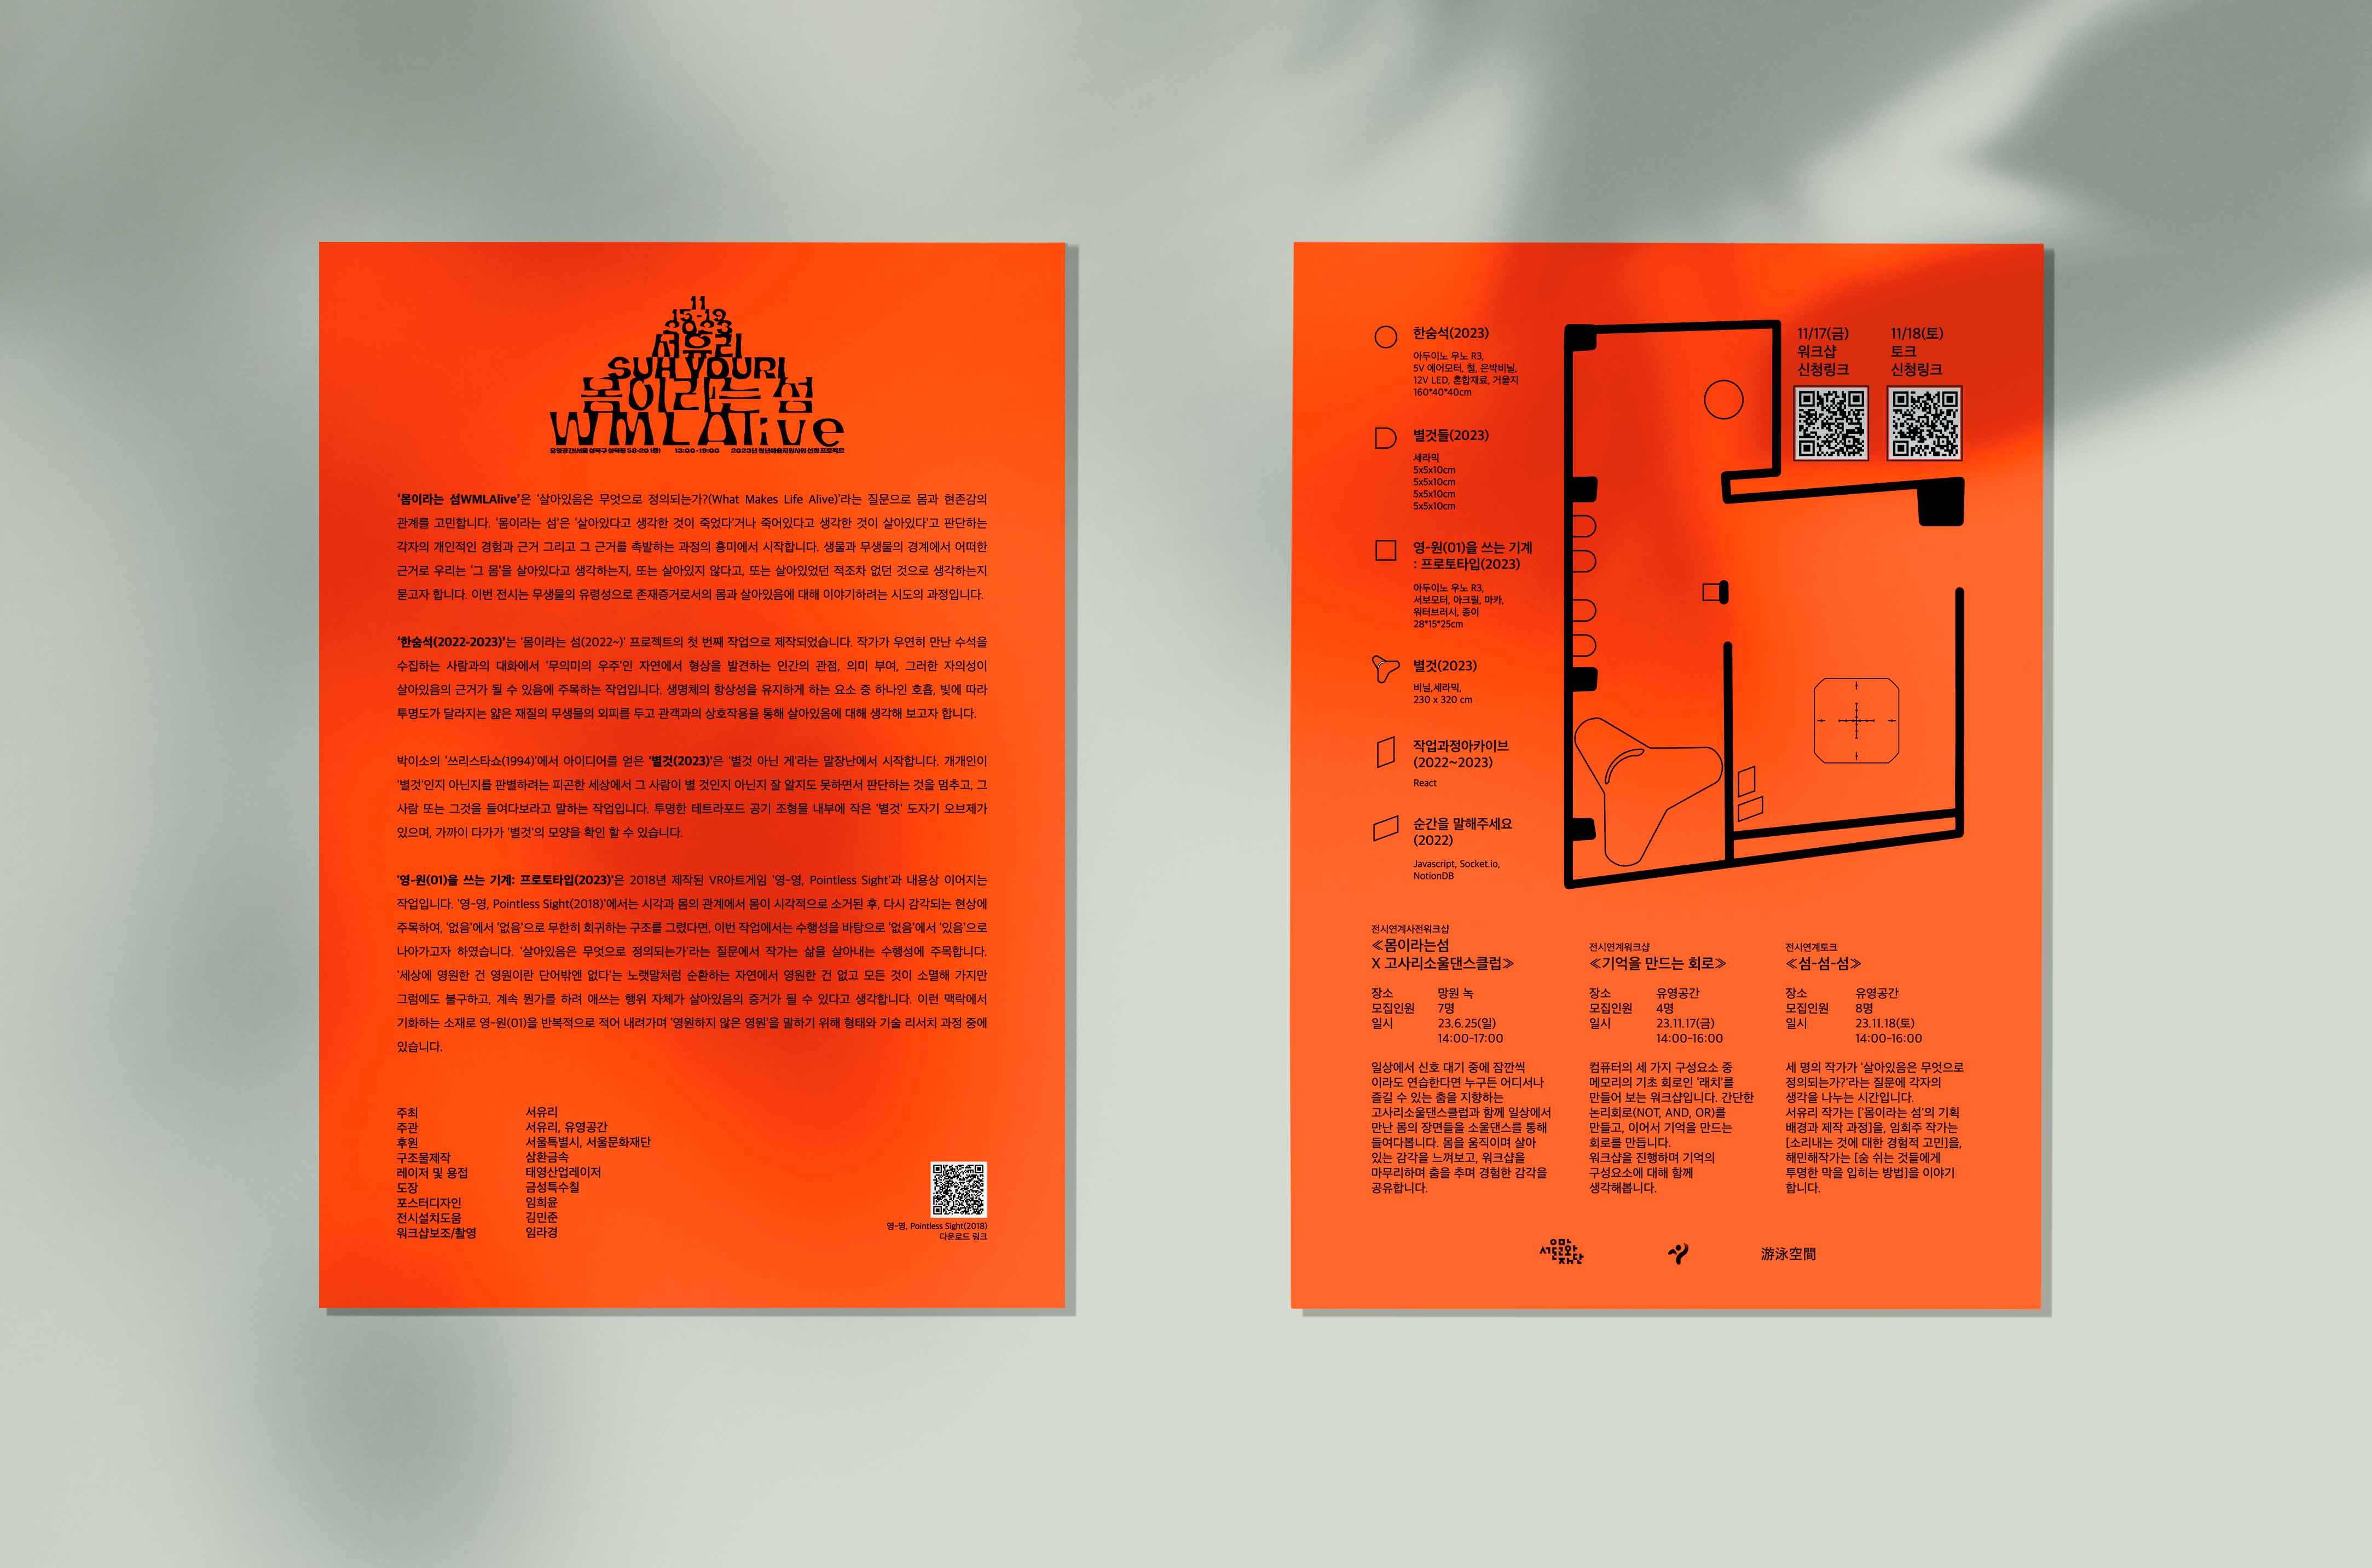 11
15-19
2023
서유리
SUH YOURI
몸이라는 섬
WMLAlive
유영공간(서울 성북구 성북동 58-20 1층) 13:00-19:00 2023년 청년예술지원사업 선정 프로젝트
'몸이라는 섬WMLAlive'은 '살아있음은 무엇으로 정의되는가?(What Makes Life Alive)'라는 질문으로 몸과 현존감의
관계를 고민합니다. '몸이라는 섬'은 '살아있다고 생각한 것이 죽었다'거나 죽어있다고 생각한 것이 살아있다'고 판단하는
각자의 개인적인 경험과 근거 그리고 그 근거를 촉발하는 과정의 흥미에서 시작합니다. 생물과 무생물의 경계에서 어떠한
근거로 우리는 '그 몸'을 살아있다고 생각하는지, 또는 살아있지 않다고, 또는 살아있었던 적조차 없던 것으로 생각하는지
묻고자 합니다. 이번 전시는 무생물의 유령성으로 존재증거로서의 몸과 살아있음에 대해 이야기하려는 시도의 과정입니다.
'한숨석(2022-2023)'는 '몸이라는 섬(2022~)' 프로젝트의 첫 번째 작업으로 제작되었습니다. 작가가 우연히 만난 수석을
수집하는 사람과의 대화에서 '무의미의 우주'인 자연에서 형상을 발견하는 인간의 관점, 의미 부여, 그러한 자의성이
살아있음의 근거가 될 수 있음에 주목하는 작업입니다. 생명체의 항상성을 유지하게 하는 요소 중 하나인 호흡, 빛에 따라
투명도가 달라지는 얇은 재질의 무생물의 외피를 두고 관객과의 상호작용을 통해 살아있음에 대해 생각해 보고자 합니다.
박이소의 '쓰리스타쇼(1994)'에서 아이디어를 얻은 '별것(2023)'은 '별것 아닌 게'라는 말장난에서 시작합니다. 개개인이
'별것'인지 아닌지를 판별하려는 피곤한 세상에서 그 사람이 별 것인지 아닌지 잘 알지도 못하면서 판단하는 것을 멈추고, 그
사람 또는 그것을 들여다보라고 말하는 작업입니다. 투명한 테트라포드 공기 조형물 내부에 작은 '별것' 도자기 오브제가
있으며, 가까이 다가가 '별것'의 모양을 확인 할 수 있습니다.
'영-원(01)을 쓰는 기계: 프로토타입(2023)'은 2018년 제작된 VR아트게임 '영-영, Pointless Sight'과 내용상 이어지는
작업입니다. '영-영, Pointless Sight(2018)'에서는 시각과 몸의 관계에서 몸이 시각적으로 소거된 후, 다시 감각되는 현상에
주목하여, '없음'에서 '없음'으로 무한히 회귀하는 구조를 그렸다면, 이번 작업에서는 수행성을 바탕으로 '없음'에서 '있음'으로
나아가고자 하였습니다. '살아있음은 무엇으로 정의되는가'라는 질문에서 작가는 삶을 살아내는 수행성에 주목합니다.
'세상에 영원한 건 영원이란 단어밖엔 없다'는 노랫말처럼 순환하는 자연에서 영원한 건 없고 모든 것이 소멸해 가지만
그럼에도 불구하고, 계속 뭔가를 하려 애쓰는 행위 자체가 살아있음의 증거가 될 수 있다고 생각합니다. 이런 맥락에서
기화하는 소재로 영-원(01)을 반복적으로 적어 내려가며 '영원하지 않은 영원'을 말하기 위해 형태와 기술 리서치 과정 중에
있습니다.
주최 서유리
주관 서유리, 유영공간
후원 서울특별시, 서울문화재단
구조물제작 삼환금속
레이저 및 용접 태영산업레이저
도장 금성특수칠
포스터디자인 임희윤
전시설치도움 김민준
워크샵보조/촬영 임라경
영-영, Pointless Sight(2018)
다운로드 링크
한숨석(2023)
아두이노 우노 R3,
5V 에어모터, 철, 은박비닐,
12V LED, 혼합재료, 거울지
160*40*40cm
별것들(2023)
세라믹
5x5x10cm
5x5x10cm
5x5x10cm
5x5x10cm
영-원(01)을 쓰는 기계
: 프로토타입(2023)
아두이노 우노 R3,
서보모터, 아크릴, 마카,
워터브러시, 종이
28*15*25cm
별것(2023)
비닐,세라믹,
230 x 320 cm
작업과정아카이브
(2022~2023)
React
순간을 말해주세요
(2022)
Javascript, Socket.io,
NotionDB
11/17(금)
워크샵
신청링크
11/18(토)
토크
신청링크
전시연계사전워크샵
≪몸이라는섬
X 고사리소울댄스클럽≫
장소 망원 녹
모집인원 7명
일시 23.6.25(일)
14:00-17:00
일상에서 신호 대기 중에 잠깐씩
이라도 연습한다면 누구든 어디서나
즐길 수 있는 춤을 지향하는
고사리소울댄스클럽과 함께 일상에서
만난 몸의 장면들을 소울댄스를 통해
들여다봅니다. 몸을 움직이며 살아
있는 감각을 느껴보고, 워크샵을
마무리하며 춤을 추며 경험한 감각을
공유합니다.
전시연계워크샵
≪기억을 만드는 회로≫
장소 유영공간
모집인원 4명
일시 23.11.17(금)
14:00-16:00
컴퓨터의 세 가지 구성요소 중
메모리의 기초 회로인 '래치'를
만들어 보는 워크샵입니다. 간단한
논리회로(NOT, AND, OR)를
만들고, 이어서 기억을 만드는
회로를 만듭니다.
워크샵을 진행하며 기억의
구성요소에 대해 함께
생각해봅니다.
전시연계토크
≪섬-섬-섬≫
장소 유영공간
모집인원 8명
일시 23.11.18(토)
14:00-16:00
세 명의 작가가 '살아있음은 무엇으로
정의되는가?'라는 질문에 각자의
생각을 나누는 시간입니다.
서유리 작가는 ['몸이라는 섬'의 기획
배경과 제작 과정]을, 임희주 작가는
[소리내는 것에 대한 경험적 고민]을,
해민해작가는 [숨 쉬는 것들에게
투명한 막을 입히는 방법]을 이야기
합니다.
서울문화재단
游泳空間